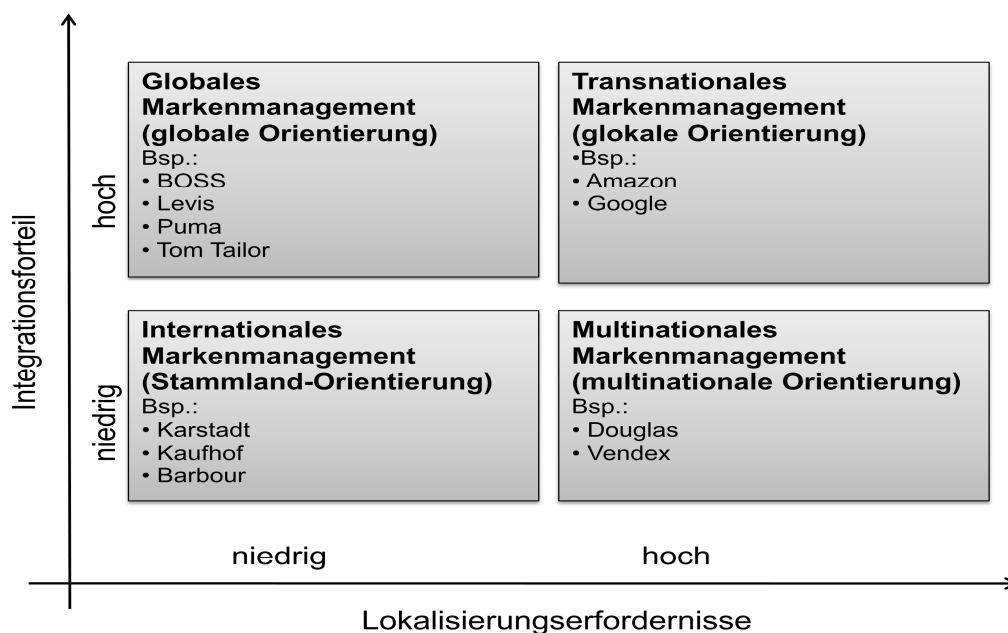 Globales
Markenmanagement
(globale Orientierung)
Bsp.:
• BOSS
• Levis
• Puma
• Tom Tailor
Transnationales
Markenmanagement
(glokale Orientierung)
•Bsp.:
• Amazon
• Google
Internationales
Markenmanagement
(Stammland-Orientierung)
Bsp.:
• Karstadt
• Kaufhof
• Barbour
Multinationales
Markenmanagement
(multinationale Orientierung)
Bsp.:
• Douglas
• Vendex
Integrationsforteil
hoch
niedrig
niedrig
hoch
Lokalisierungserfordernisse